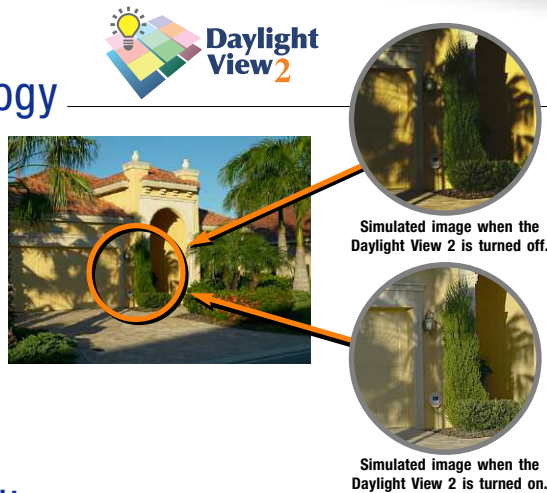 Daylight
View2
ogy
Simulated image when the
Daylight View 2 is turned off.
Simulated image when the
Daylight View 2 is turned on.